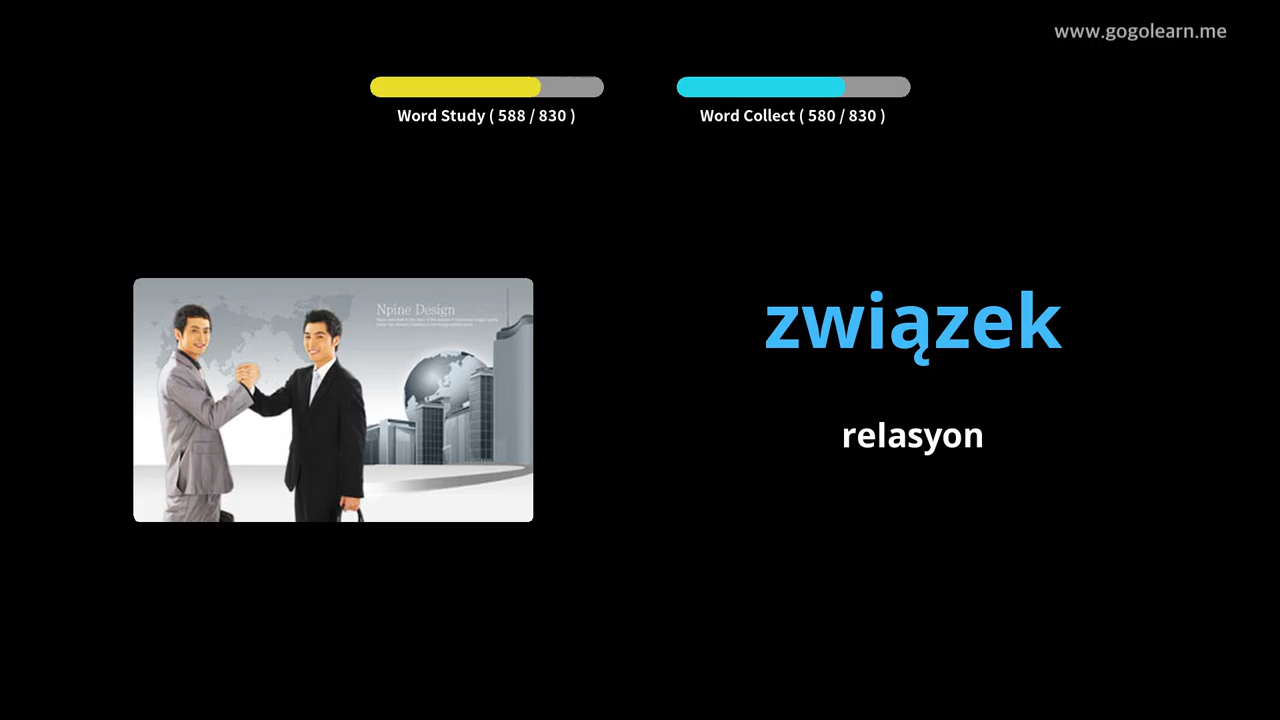 www.gogolearn.me
Word Study ( 588 / 830 )
Word Collect ( 580 / 830 )
Npine Design
związek
relasyon